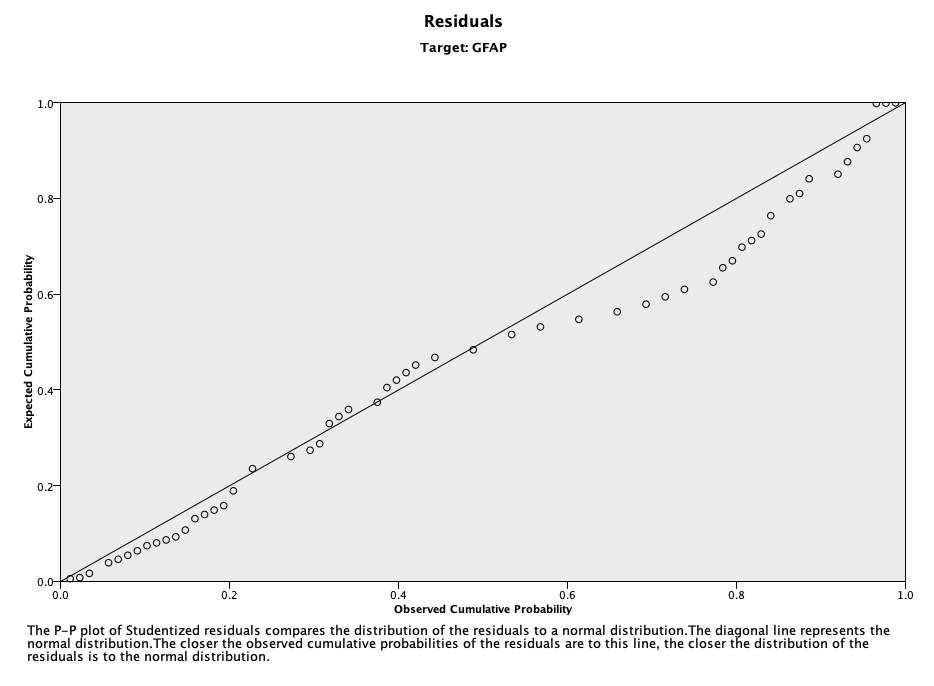 Residuals
Target: GFAP
1.0
0.8
0.6
0.4
0.2
0.0
Expected Cumulative Probability
0.0 0.2 0.4 0.6 0.8 1.0
Observed Cumulative Probability
The P-P plot of Studentized residuals compares the distribution of the residuals to a normal distribution.The diagonal line represents the
normal distribution.The closer the observed cumulative probabilities of the residuals are to this line, the closer the distribution of the
residuals is to the normal distribution.